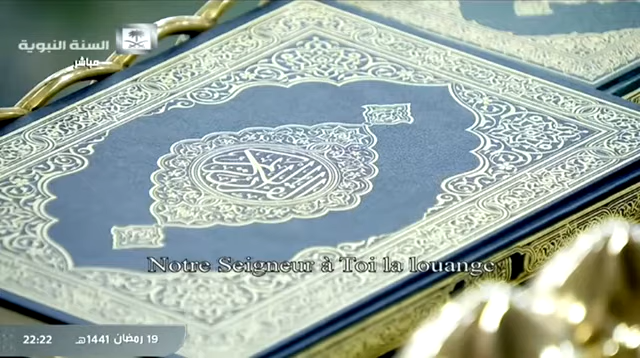 السنة النبوية
مباشر
Notre Seigneur à Toi la louange
22:22
19 رمضان 1441هـ